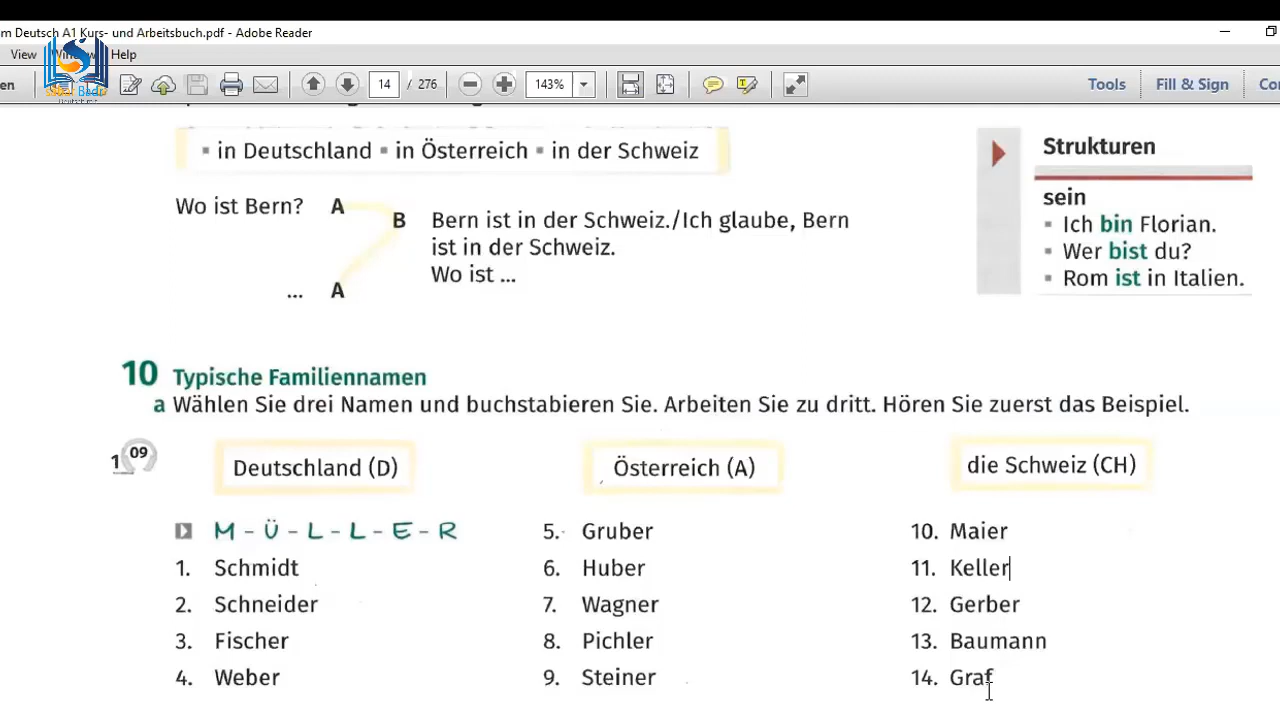 m Deutsch A1 Kurs- und Arbeitsbuch.pdf - Adobe Reader
View Window Help
en 14 / 276 143% Tools Fill & Sign
▪ in Deutschland ▪ in Österreich ▪ in der Schweiz
Wo ist Bern? A
B Bern ist in der Schweiz./Ich glaube, Bern
ist in der Schweiz.
Wo ist ...
... A
Strukturen
sein
▪ Ich bin Florian.
▪ Wer bist du?
▪ Rom ist in Italien.
10 Typische Familiennamen
a Wählen Sie drei Namen und buchstabieren Sie. Arbeiten Sie zu dritt. Hören Sie zuerst das Beispiel.
1 09
Deutschland (D)
M - Ü - L - L - E - R
1. Schmidt
2. Schneider
3. Fischer
4. Weber
Österreich (A)
5. Gruber
6. Huber
7. Wagner
8. Pichler
9. Steiner
die Schweiz (CH)
10. Maier
11. Keller
12. Gerber
13. Baumann
14. Graf